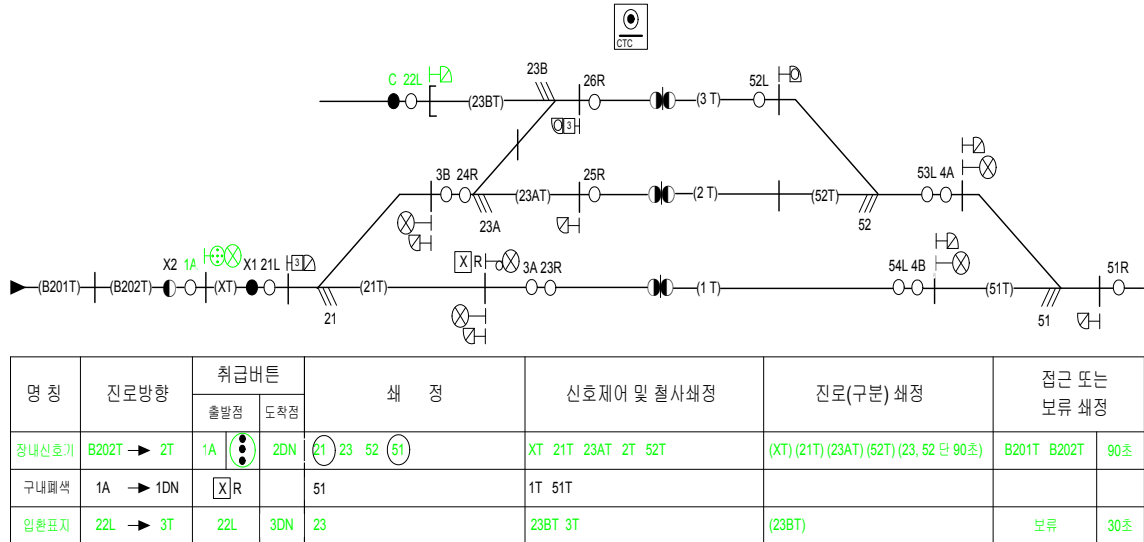 CTC
23B
C 22L
26R
52L
(23BT)
(3 T)
3
3B 24R
25R
53L 4A
(23AT)
(2 T)
(52T)
23A
52
X R
X2 1A
X1 21L
3
3A 23R
54L 4B
51R
(B201T)
(B202T)
(XT)
(21T)
(1 T)
(51T)
21
51
명 칭 진로방향 취급버튼 쇄 정 신호제어 및 철사쇄정 진로(구분) 쇄정 접근 또는
보류 쇄정
출발점 도착점
장내신호기 B202T → 2T 1A 2DN 21 23 52 51 XT 21T 23AT 2T 52T (XT) (21T) (23AT) (52T) (23, 52 단 90초) B201T B202T 90초
구내폐색 1A → 1DN X R 51 1T 51T
입환표지 22L → 3T 22L 3DN 23 23BT 3T (23BT) 보류 30초